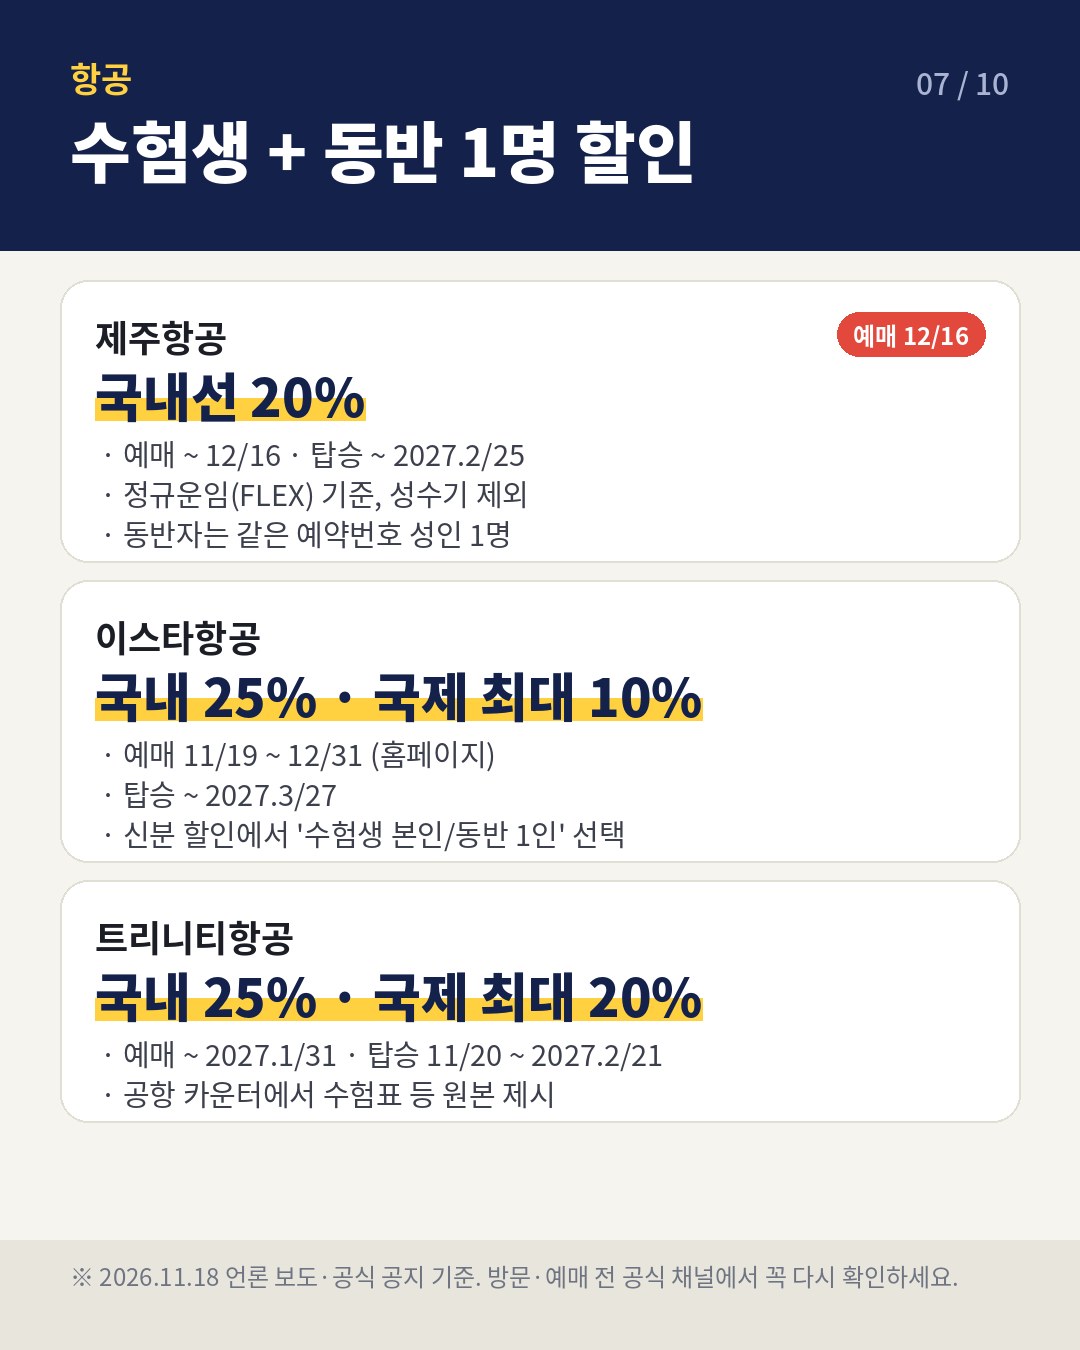 항공
07 / 10
수험생 + 동반 1명 할인
제주항공
예매 12/16
국내선 20%
· 예매 ~ 12/16 · 탑승 ~ 2027.2/25
· 정규운임(FLEX) 기준, 성수기 제외
· 동반자는 같은 예약번호 성인 1명
이스타항공
국내 25% · 국제 최대 10%
· 예매 11/19 ~ 12/31 (홈페이지)
· 탑승 ~ 2027.3/27
· 신분 할인에서 '수험생 본인/동반 1인' 선택
트리니티항공
국내 25% · 국제 최대 20%
· 예매 ~ 2027.1/31 · 탑승 11/20 ~ 2027.2/21
· 공항 카운터에서 수험표 등 원본 제시
※ 2026.11.18 언론 보도·공식 공지 기준. 방문·예매 전 공식 채널에서 꼭 다시 확인하세요.